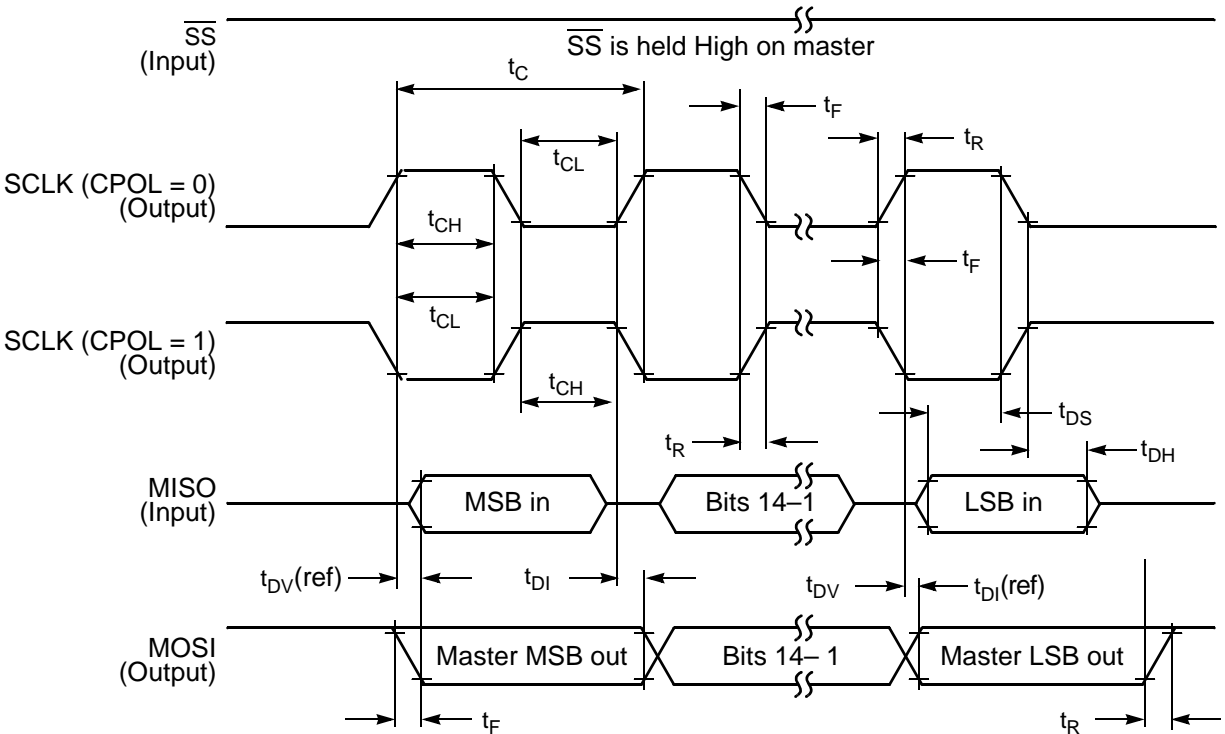 SS
(Input)
SS is held High on master
tC
tF
tR
tCL
SCLK (CPOL = 0)
(Output)
tCH
tF
tCL
SCLK (CPOL = 1)
(Output)
tCH
tDS
tR
tDH
MISO
(Input)
MSB in
Bits 14–1
LSB in
tDV(ref)
tDI
tDV
tDI(ref)
MOSI
(Output)
Master MSB out
Bits 14– 1
Master LSB out
tF
tR